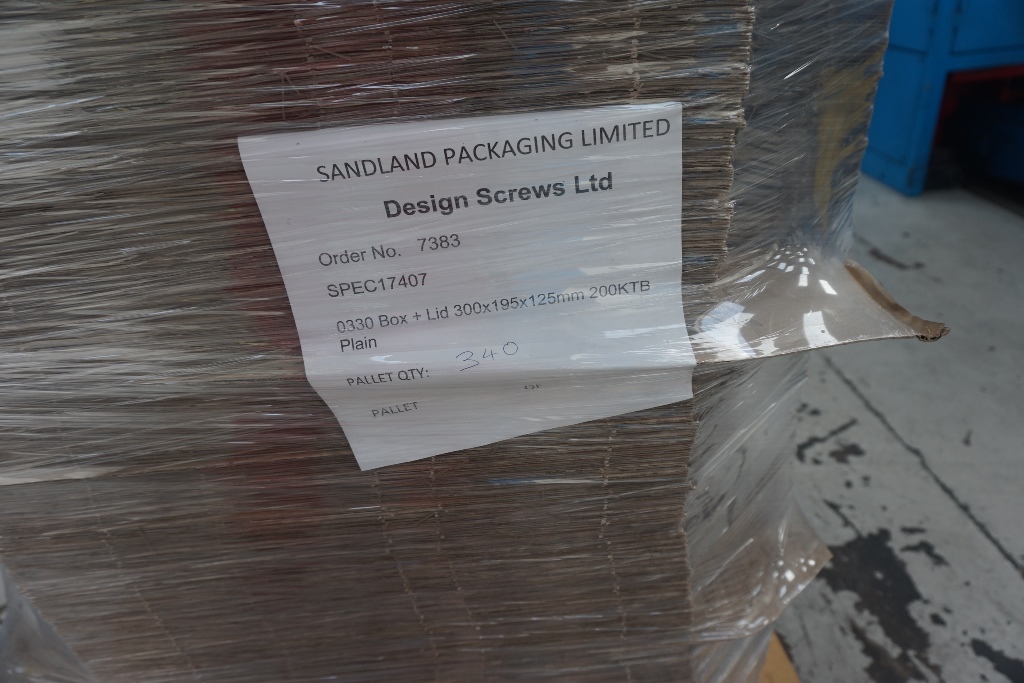 SANDLAND PACKAGING LIMITED
Design Screws Ltd
Order No. 7383
SPEC17407
0330 Box + Lid 300x195x125mm 200KTB
Plain
PALLET QTY: 340
PALLET